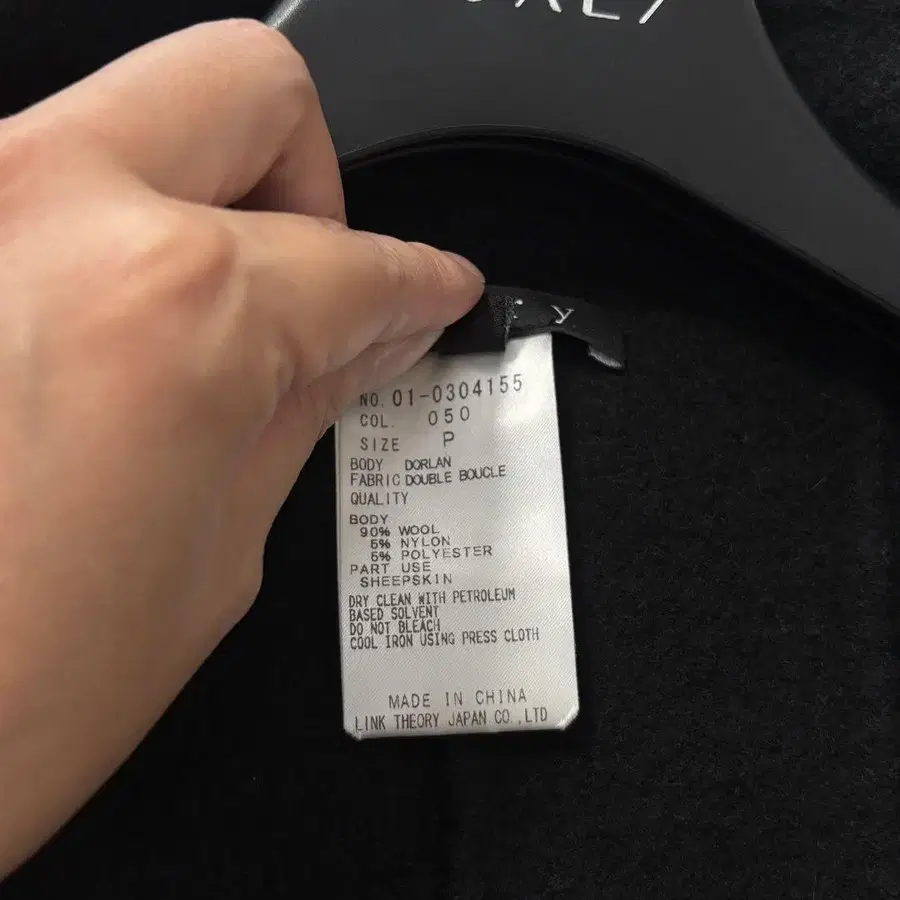 y
NO. 01-0304155
COL. 050
SIZE P
BODY DORLAN
FABRIC DOUBLE BOUCLE
QUALITY
BODY
90% WOOL
5% NYLON
5% POLYESTER
PART USE
SHEEPSKIN
DRY CLEAN WITH PETROLEUM
BASED SOLVENT
DO NOT BLEACH
COOL IRON USING PRESS CLOTH
MADE IN CHINA
LINK THEORY JAPAN CO.,LTD